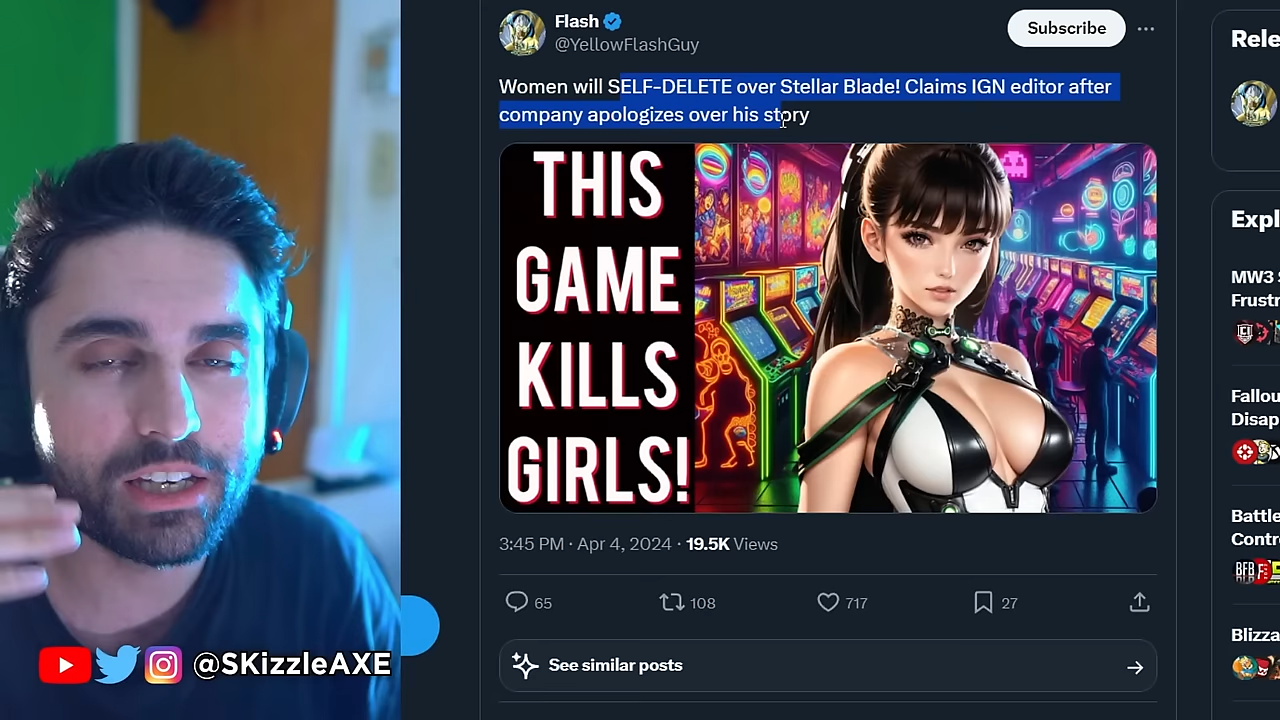 Flash
@YellowFlashGuy
Subscribe
Women will SELF-DELETE over Stellar Blade! Claims IGN editor after
company apologizes over his story
THIS
GAME
KILLS
GIRLS!
3:45 PM · Apr 4, 2024 · 19.5K Views
65
108
717
27
See similar posts
@SKizzleAXE
Rele
Expl
MW3 S
Frustr
Fallou
Disap
Battle
Contro
Blizza